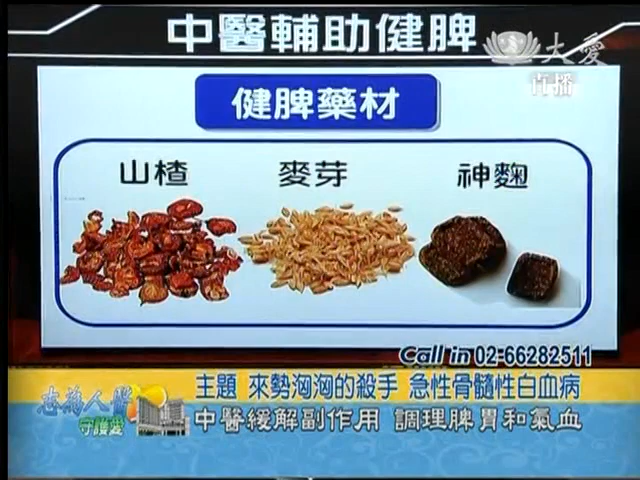 中醫輔助健脾
大愛
直播
健脾藥材
山楂 麥芽 神麴
Call in 02-66282511
主題 來勢洶洶的殺手 急性骨髓性白血病
志為人醫
守護愛
中醫緩解副作用 調理脾胃和氣血